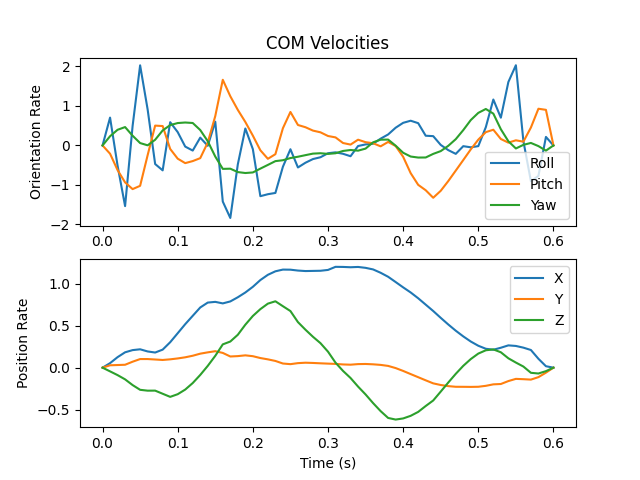 COM Velocities
Orientation Rate
2
1
0
−1
−2
Roll
Pitch
Yaw
0.0 0.1 0.2 0.3 0.4 0.5 0.6
Position Rate
1.0
0.5
0.0
−0.5
X
Y
Z
0.0 0.1 0.2 0.3 0.4 0.5 0.6
Time (s)